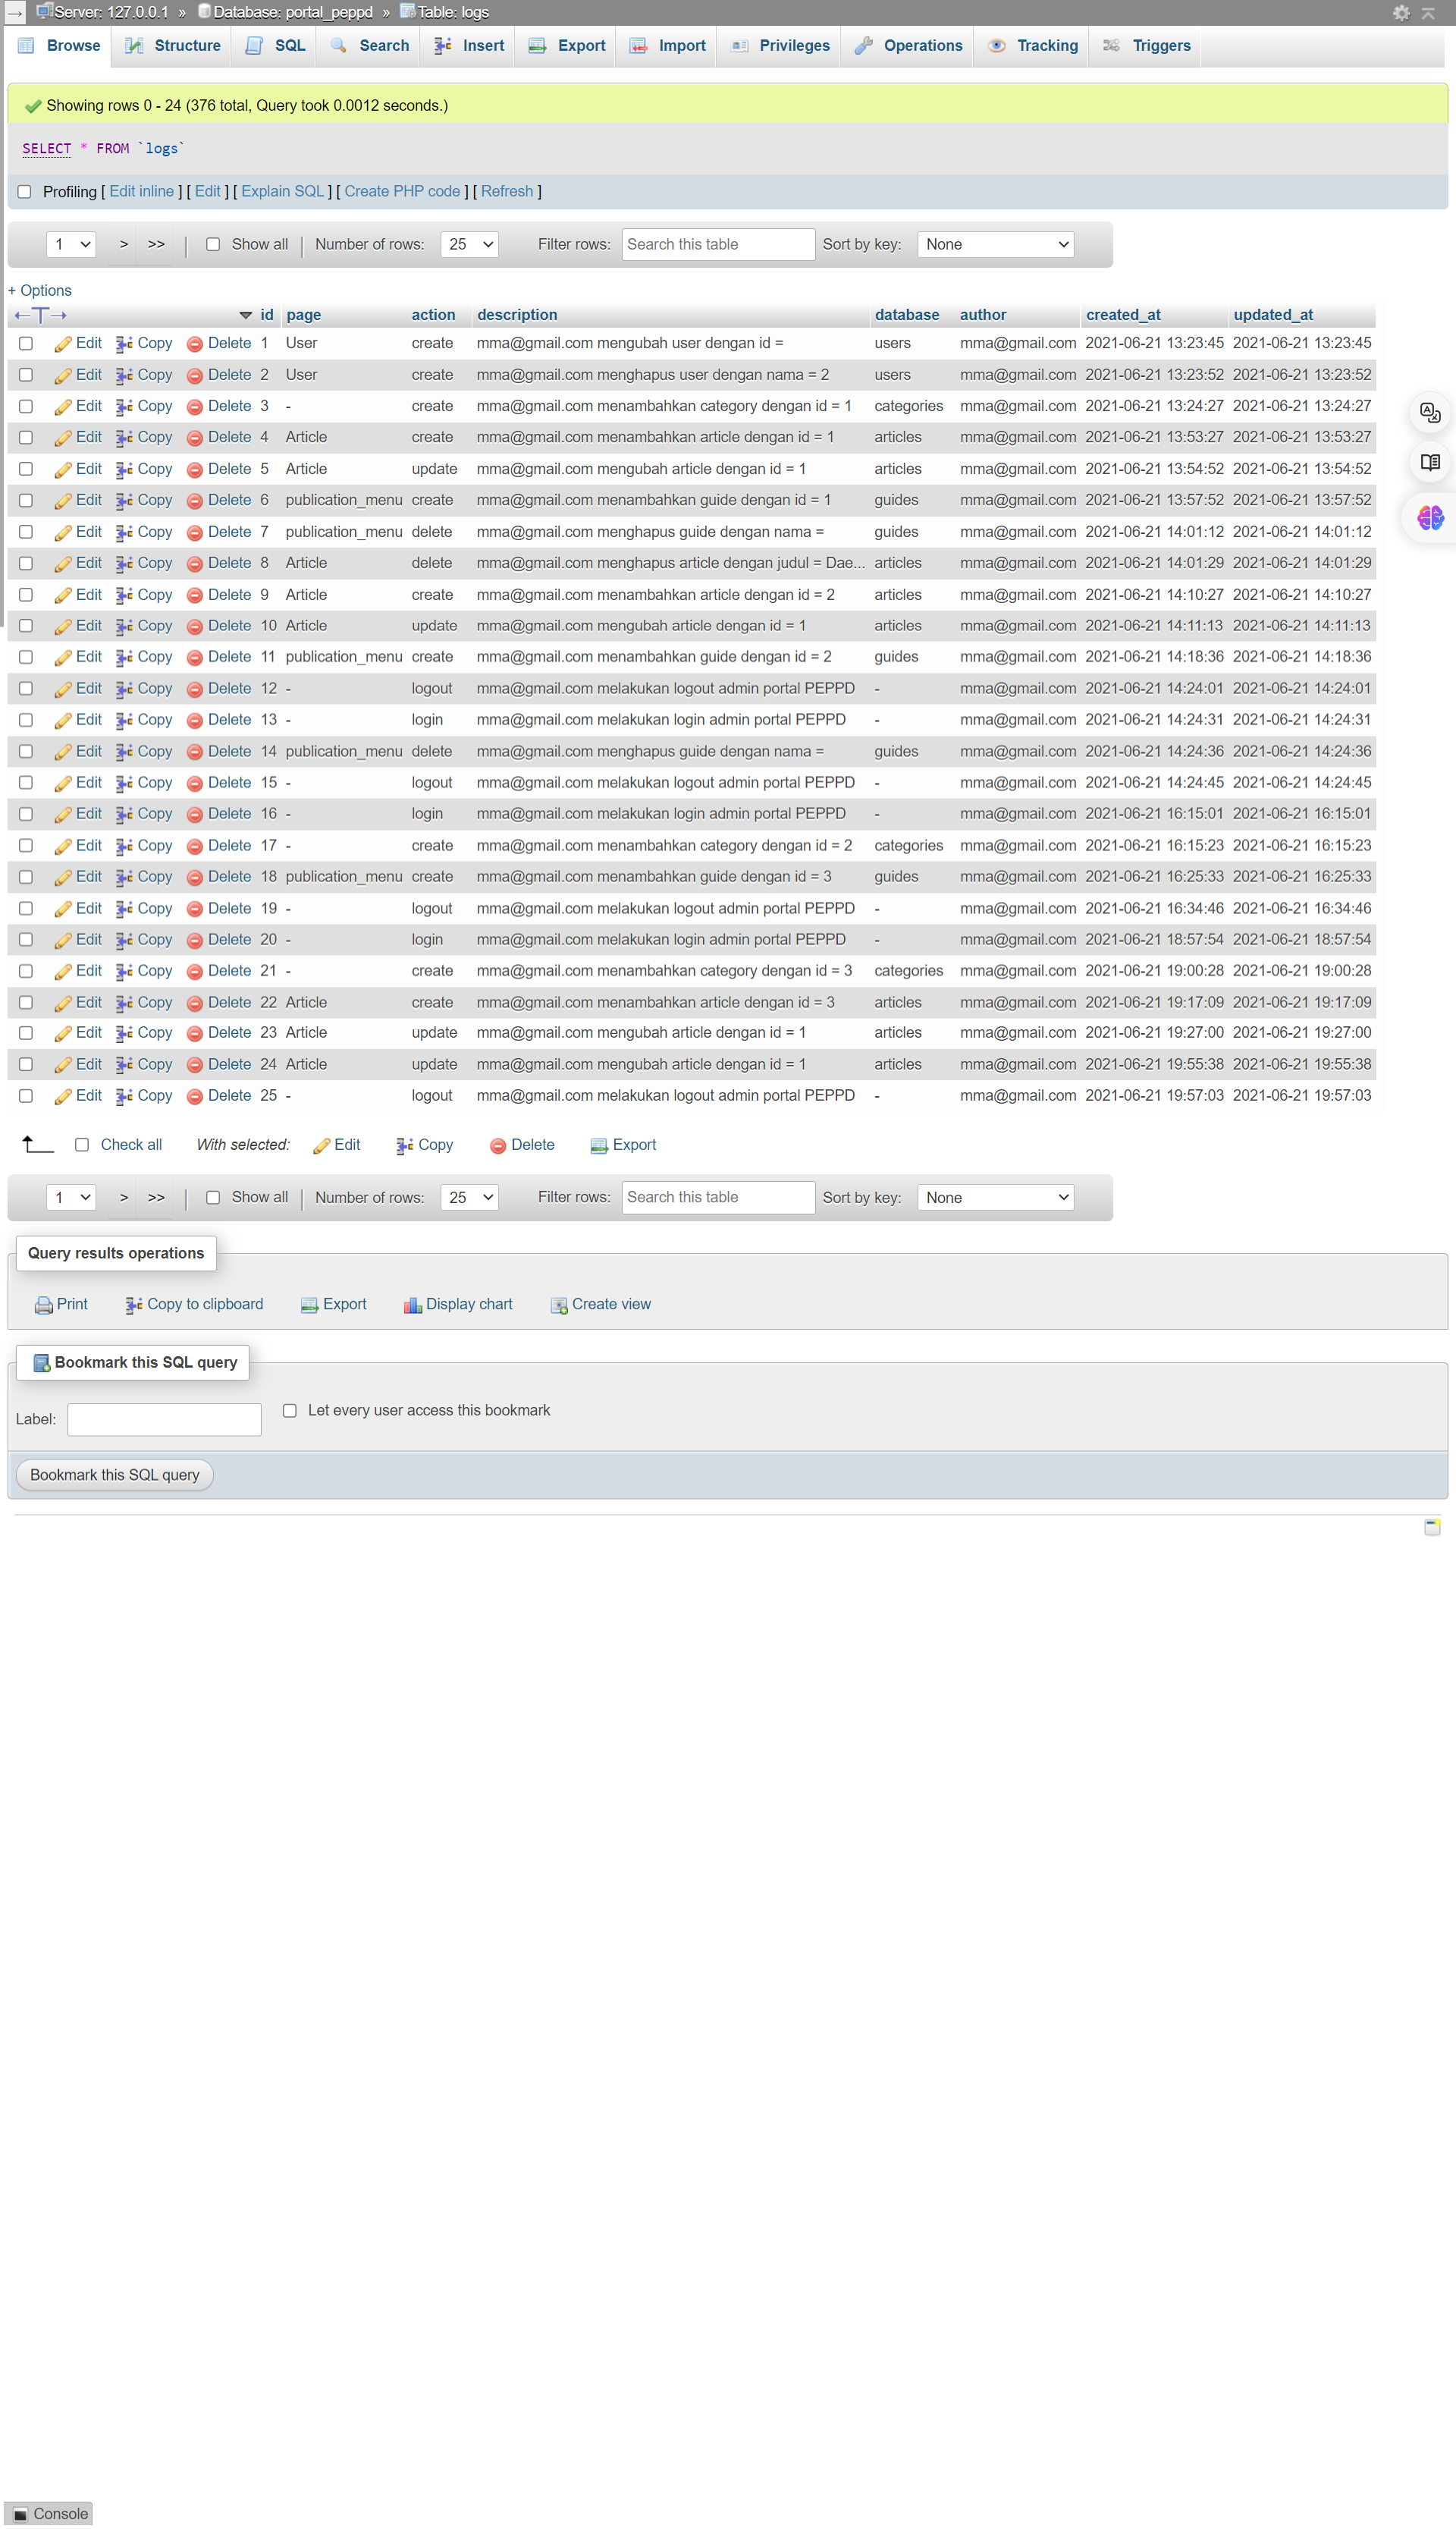 Server: 127.0.0.1 » Database: portal_peppd » Table: logs
Browse Structure SQL Search Insert Export Import Privileges Operations Tracking Triggers
Showing rows 0 - 24 (376 total, Query took 0.0012 seconds.)
SELECT * FROM `logs`
Profiling [ Edit inline ] [ Edit ] [ Explain SQL ] [ Create PHP code ] [ Refresh ]
1 > >> Show all Number of rows: 25 Filter rows: Search this table Sort by key: None
+ Options
←T→ id page action description database author created_at updated_at
Edit Copy Delete 1 User create mma@gmail.com mengubah user dengan id = users mma@gmail.com 2021-06-21 13:23:45 2021-06-21 13:23:45
Edit Copy Delete 2 User create mma@gmail.com menghapus user dengan nama = 2 users mma@gmail.com 2021-06-21 13:23:52 2021-06-21 13:23:52
Edit Copy Delete 3 - create mma@gmail.com menambahkan category dengan id = 1 categories mma@gmail.com 2021-06-21 13:24:27 2021-06-21 13:24:27
Edit Copy Delete 4 Article create mma@gmail.com menambahkan article dengan id = 1 articles mma@gmail.com 2021-06-21 13:53:27 2021-06-21 13:53:27
Edit Copy Delete 5 Article update mma@gmail.com mengubah article dengan id = 1 articles mma@gmail.com 2021-06-21 13:54:52 2021-06-21 13:54:52
Edit Copy Delete 6 publication_menu create mma@gmail.com menambahkan guide dengan id = 1 guides mma@gmail.com 2021-06-21 13:57:52 2021-06-21 13:57:52
Edit Copy Delete 7 publication_menu delete mma@gmail.com menghapus guide dengan nama = guides mma@gmail.com 2021-06-21 14:01:12 2021-06-21 14:01:12
Edit Copy Delete 8 Article delete mma@gmail.com menghapus article dengan judul = Dae... articles mma@gmail.com 2021-06-21 14:01:29 2021-06-21 14:01:29
Edit Copy Delete 9 Article create mma@gmail.com menambahkan article dengan id = 2 articles mma@gmail.com 2021-06-21 14:10:27 2021-06-21 14:10:27
Edit Copy Delete 10 Article update mma@gmail.com mengubah article dengan id = 1 articles mma@gmail.com 2021-06-21 14:11:13 2021-06-21 14:11:13
Edit Copy Delete 11 publication_menu create mma@gmail.com menambahkan guide dengan id = 2 guides mma@gmail.com 2021-06-21 14:18:36 2021-06-21 14:18:36
Edit Copy Delete 12 - logout mma@gmail.com melakukan logout admin portal PEPPD - mma@gmail.com 2021-06-21 14:24:01 2021-06-21 14:24:01
Edit Copy Delete 13 - login mma@gmail.com melakukan login admin portal PEPPD - mma@gmail.com 2021-06-21 14:24:31 2021-06-21 14:24:31
Edit Copy Delete 14 publication_menu delete mma@gmail.com menghapus guide dengan nama = guides mma@gmail.com 2021-06-21 14:24:36 2021-06-21 14:24:36
Edit Copy Delete 15 - logout mma@gmail.com melakukan logout admin portal PEPPD - mma@gmail.com 2021-06-21 14:24:45 2021-06-21 14:24:45
Edit Copy Delete 16 - login mma@gmail.com melakukan login admin portal PEPPD - mma@gmail.com 2021-06-21 16:15:01 2021-06-21 16:15:01
Edit Copy Delete 17 - create mma@gmail.com menambahkan category dengan id = 2 categories mma@gmail.com 2021-06-21 16:15:23 2021-06-21 16:15:23
Edit Copy Delete 18 publication_menu create mma@gmail.com menambahkan guide dengan id = 3 guides mma@gmail.com 2021-06-21 16:25:33 2021-06-21 16:25:33
Edit Copy Delete 19 - logout mma@gmail.com melakukan logout admin portal PEPPD - mma@gmail.com 2021-06-21 16:34:46 2021-06-21 16:34:46
Edit Copy Delete 20 - login mma@gmail.com melakukan login admin portal PEPPD - mma@gmail.com 2021-06-21 18:57:54 2021-06-21 18:57:54
Edit Copy Delete 21 - create mma@gmail.com menambahkan category dengan id = 3 categories mma@gmail.com 2021-06-21 19:00:28 2021-06-21 19:00:28
Edit Copy Delete 22 Article create mma@gmail.com menambahkan article dengan id = 3 articles mma@gmail.com 2021-06-21 19:17:09 2021-06-21 19:17:09
Edit Copy Delete 23 Article update mma@gmail.com mengubah article dengan id = 1 articles mma@gmail.com 2021-06-21 19:27:00 2021-06-21 19:27:00
Edit Copy Delete 24 Article update mma@gmail.com mengubah article dengan id = 1 articles mma@gmail.com 2021-06-21 19:55:38 2021-06-21 19:55:38
Edit Copy Delete 25 - logout mma@gmail.com melakukan logout admin portal PEPPD - mma@gmail.com 2021-06-21 19:57:03 2021-06-21 19:57:03
Check all With selected: Edit Copy Delete Export
1 > >> Show all Number of rows: 25 Filter rows: Search this table Sort by key: None
Query results operations
Print Copy to clipboard Export Display chart Create view
Bookmark this SQL query
Label: Let every user access this bookmark
Bookmark this SQL query
Console